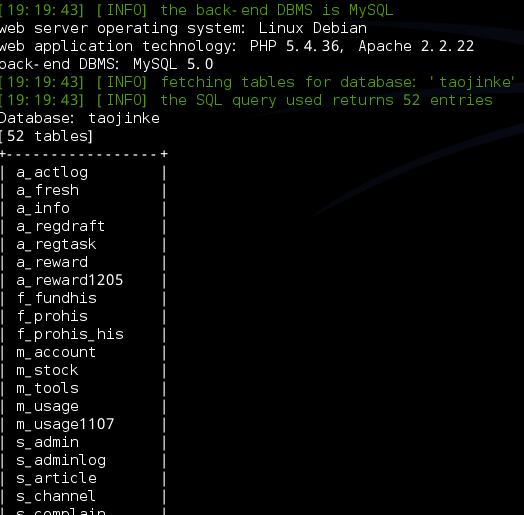 [19:19:43] [INFO] the back-end DBMS is MySQL
web server operating system: Linux Debian
web application technology: PHP 5.4.36, Apache 2.2.22
back-end DBMS: MySQL 5.0
[19:19:43] [INFO] fetching tables for database: 'taojinke'
[19:19:43] [INFO] the SQL query used returns 52 entries
Database: taojinke
[52 tables]
+-----------------+
| a_actlog |
| a_fresh |
| a_info |
| a_regdraft |
| a_regtask |
| a_reward |
| a_reward1205 |
| f_fundhis |
| f_prohis |
| f_prohis_his |
| m_account |
| m_stock |
| m_tools |
| m_usage |
| m_usage1107 |
| s_admin |
| s_adminlog |
| s_article |
| s_channel |
| s_complain |